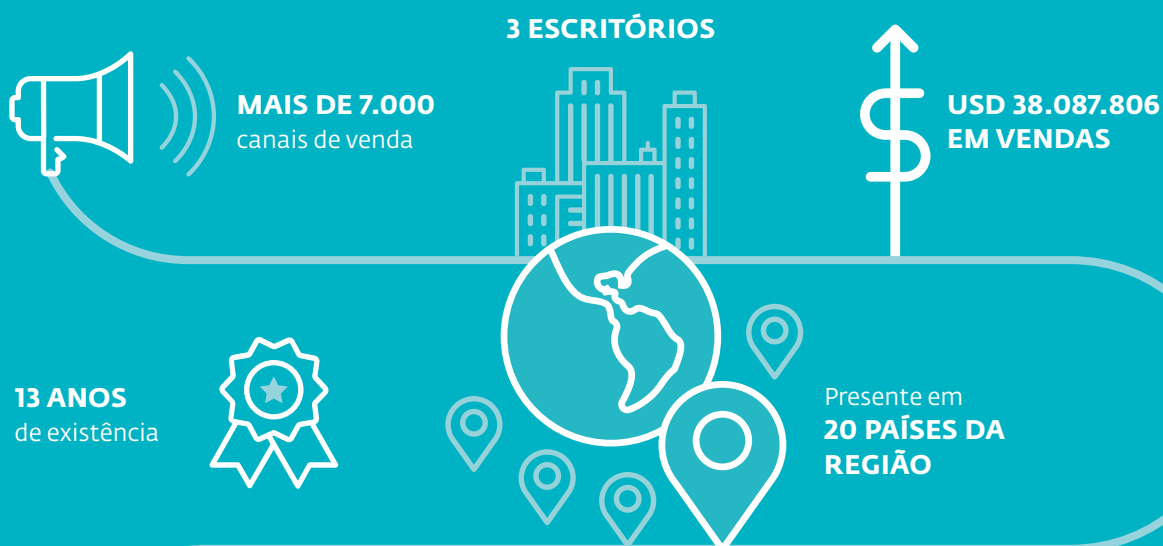 3 ESCRITÓRIOS
MAIS DE 7.000
canais de venda
USD 38.087.806
EM VENDAS
13 ANOS
de existência
Presente em
20 PAÍSES DA
REGIÃO